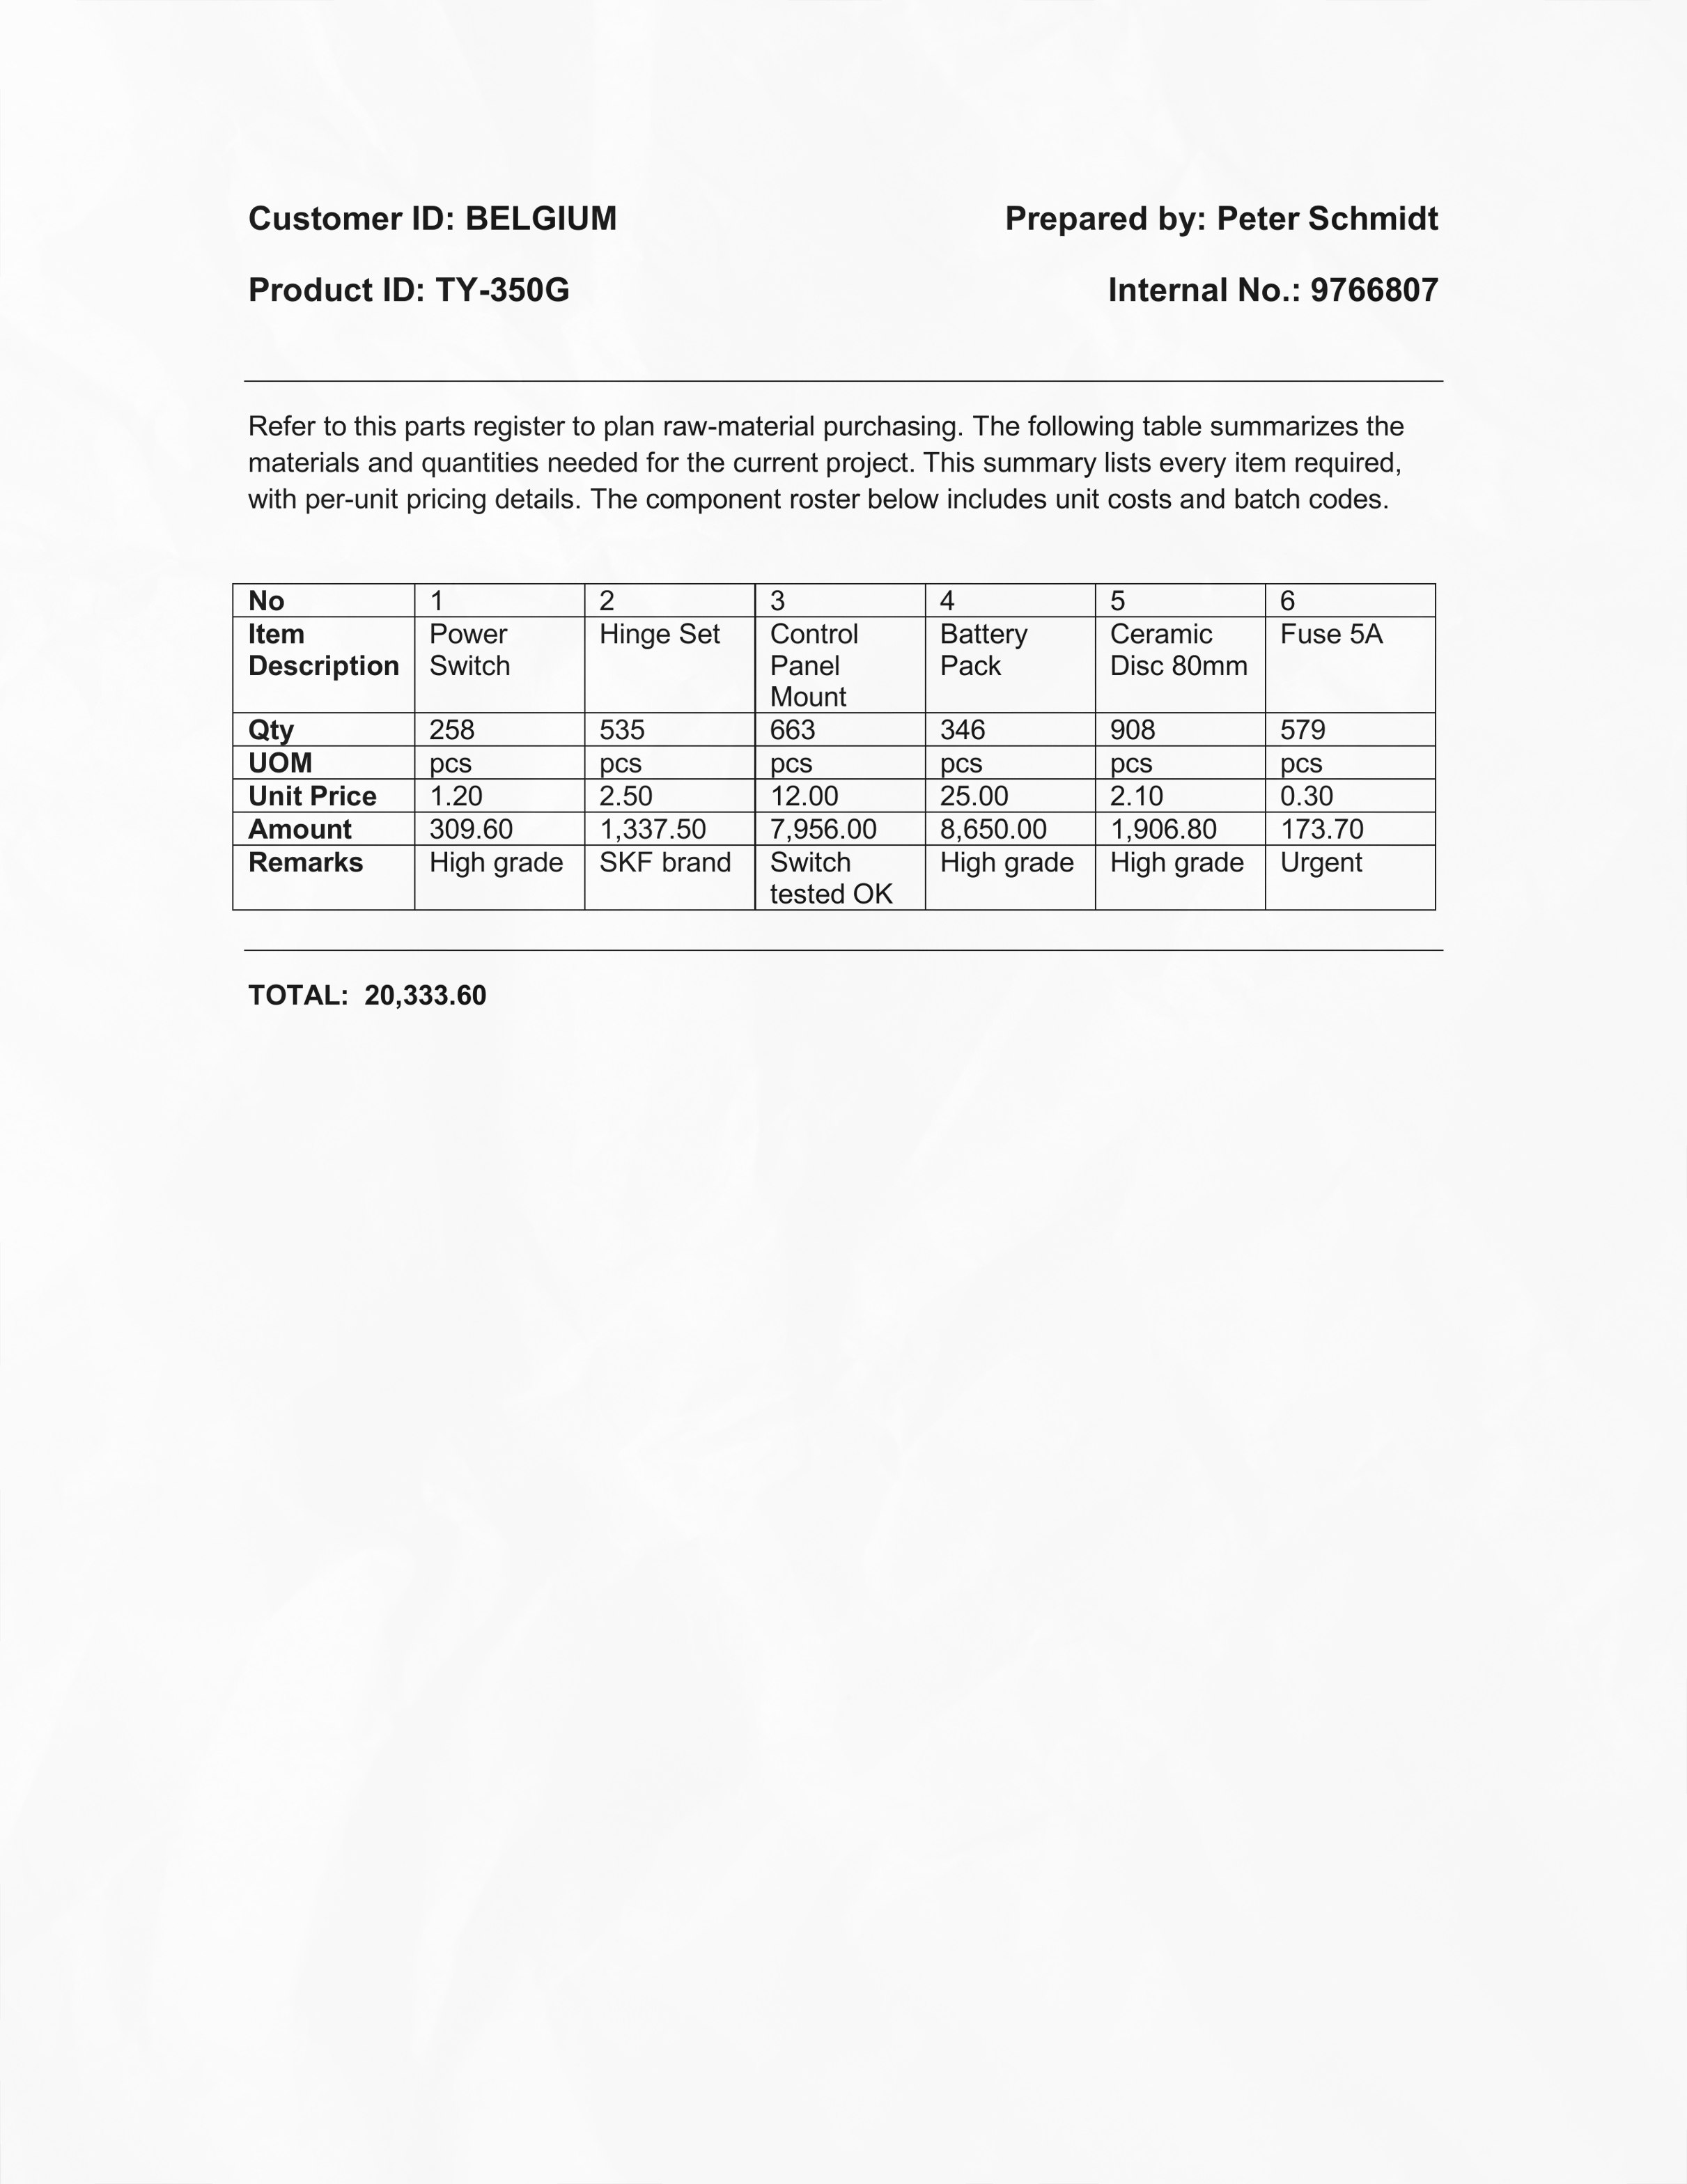 Customer ID: BELGIUM Prepared by: Peter Schmidt
Product ID: TY-350G Internal No.: 9766807
Refer to this parts register to plan raw-material purchasing. The following table summarizes the
materials and quantities needed for the current project. This summary lists every item required,
with per-unit pricing details. The component roster below includes unit costs and batch codes.
No 1 2 3 4 5 6
Item Power Hinge Set Control Battery Ceramic Fuse 5A
Description Switch Panel Pack Disc 80mm
Mount
Qty 258 535 663 346 908 579
UOM pcs pcs pcs pcs pcs pcs
Unit Price 1.20 2.50 12.00 25.00 2.10 0.30
Amount 309.60 1,337.50 7,956.00 8,650.00 1,906.80 173.70
Remarks High grade SKF brand Switch High grade High grade Urgent
tested OK
TOTAL: 20,333.60